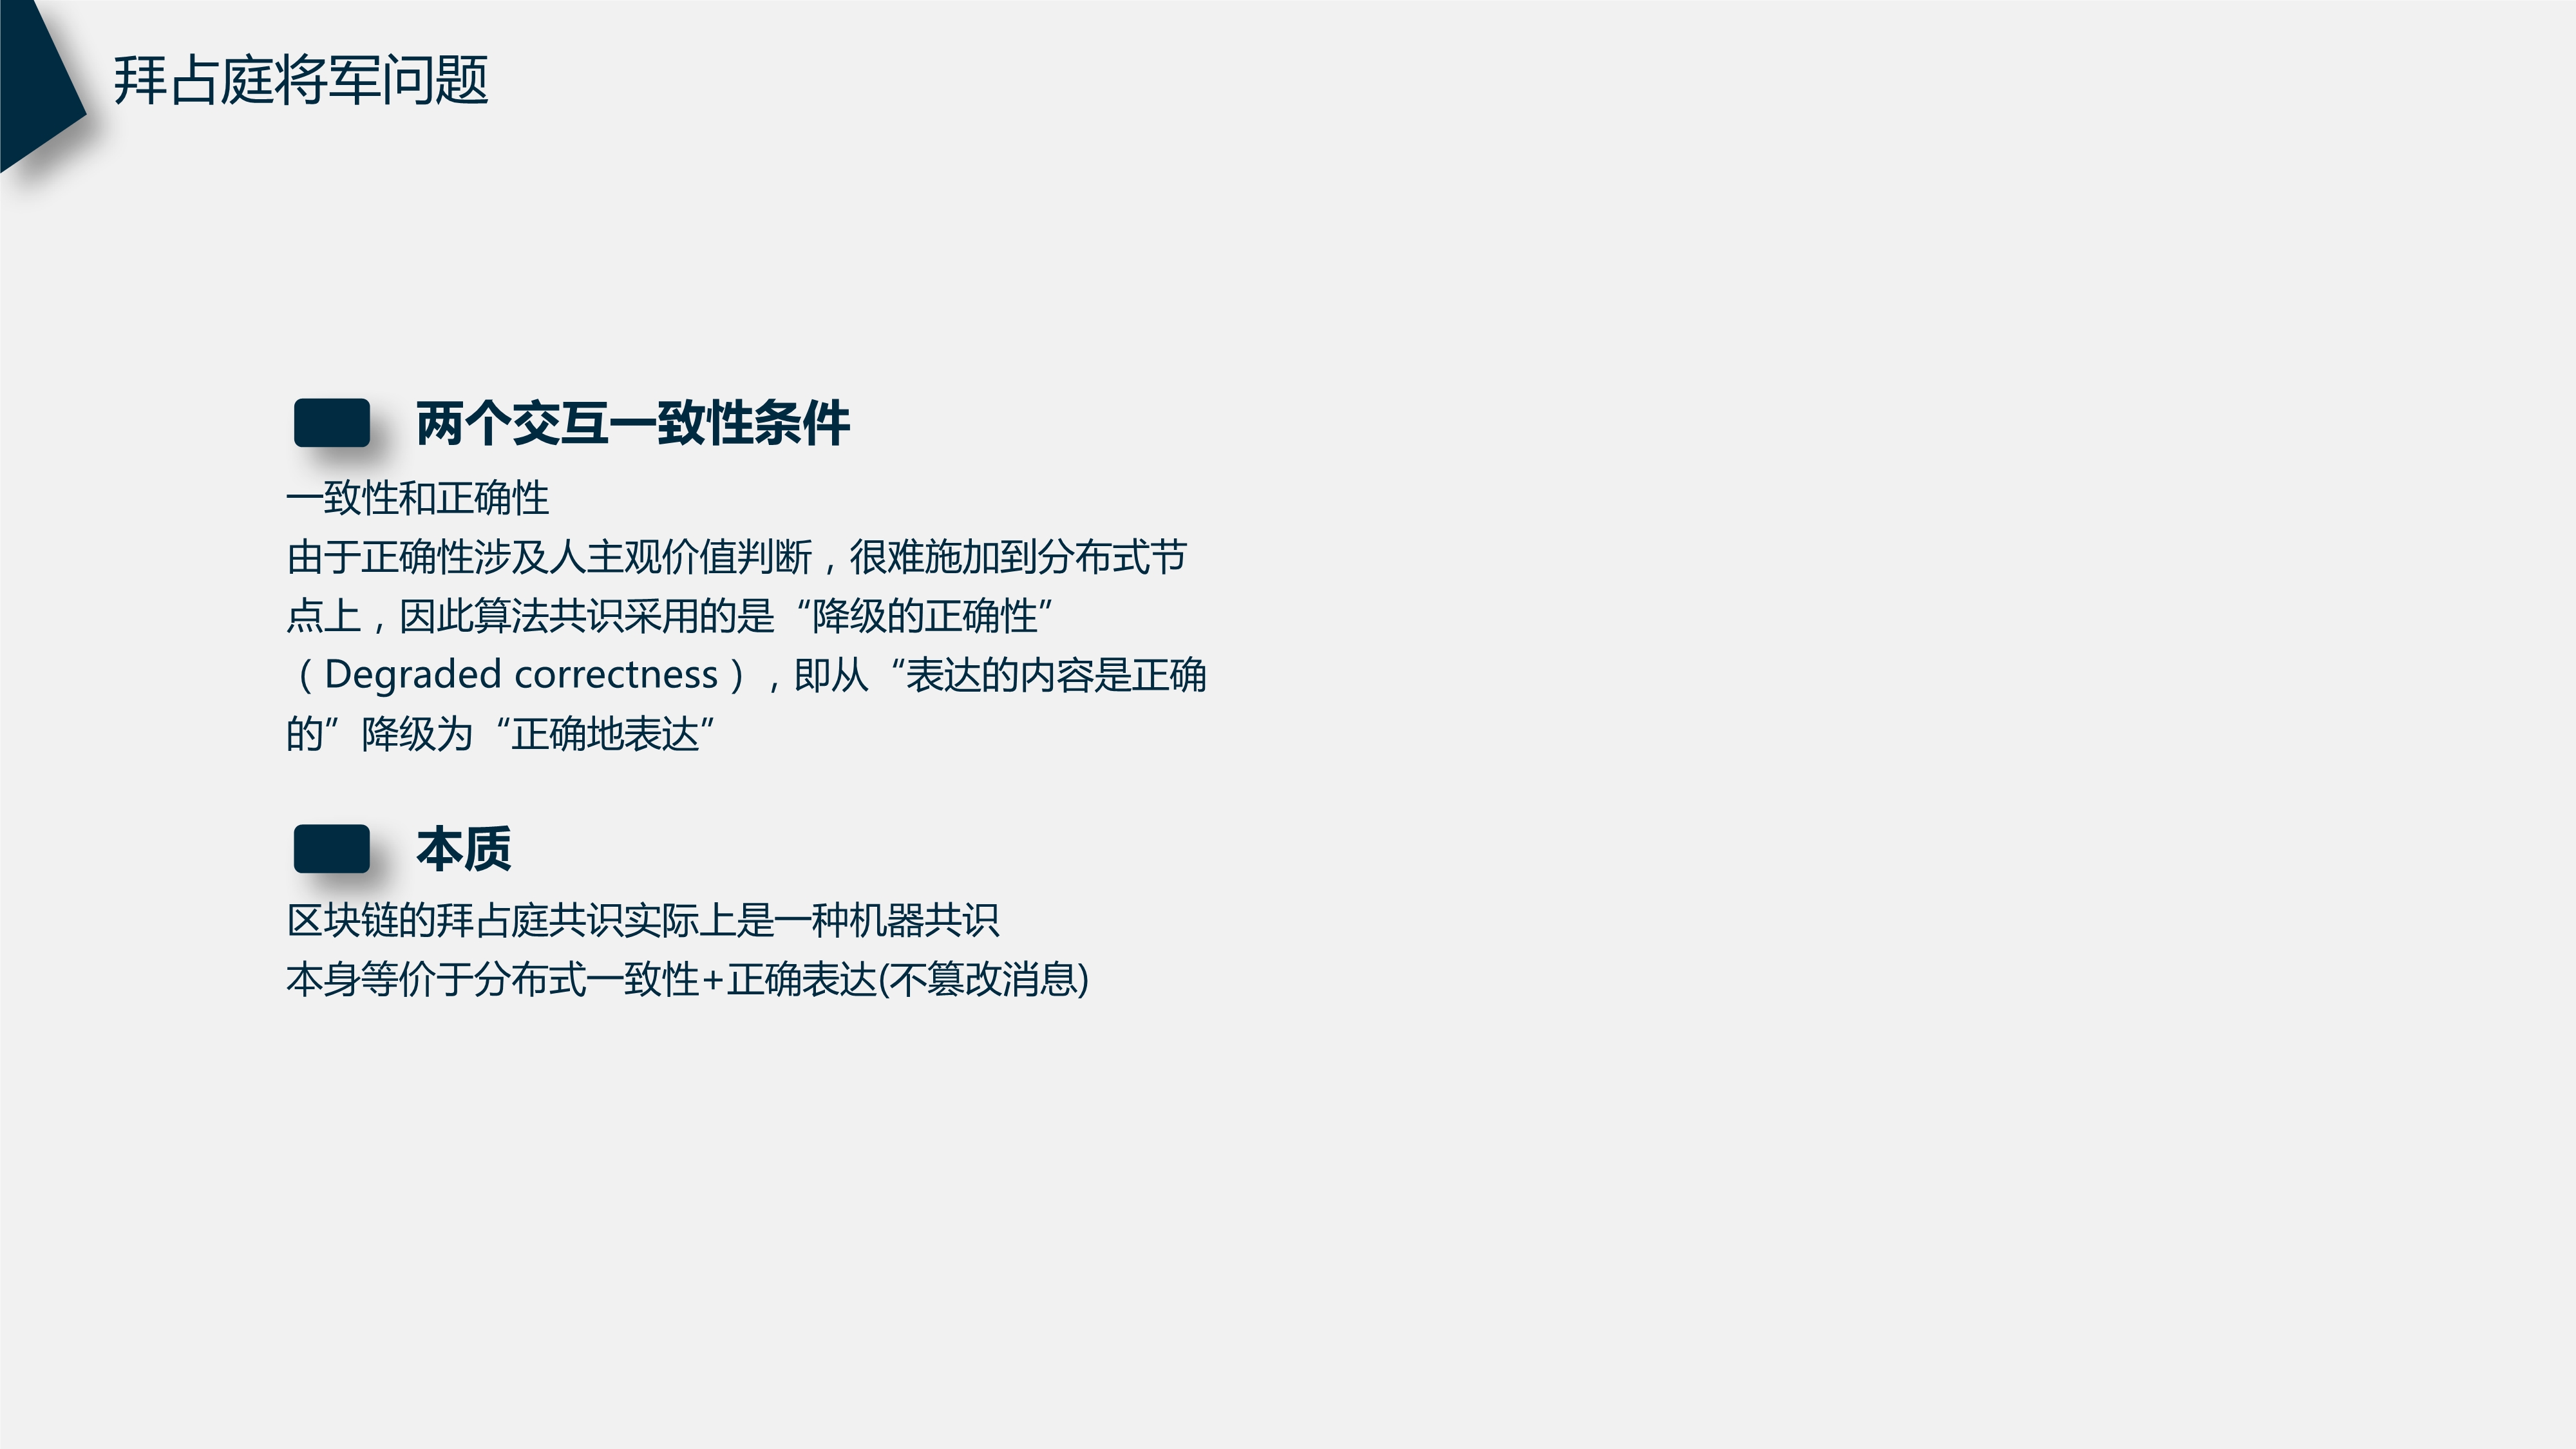 拜占庭将军问题
两个交互一致性条件
一致性和正确性
由于正确性涉及人主观价值判断，很难施加到分布式节
点上，因此算法共识采用的是“降级的正确性”
（Degraded correctness），即从“表达的内容是正确
的”降级为“正确地表达”
本质
区块链的拜占庭共识实际上是一种机器共识
本身等价于分布式一致性+正确表达(不篡改消息)